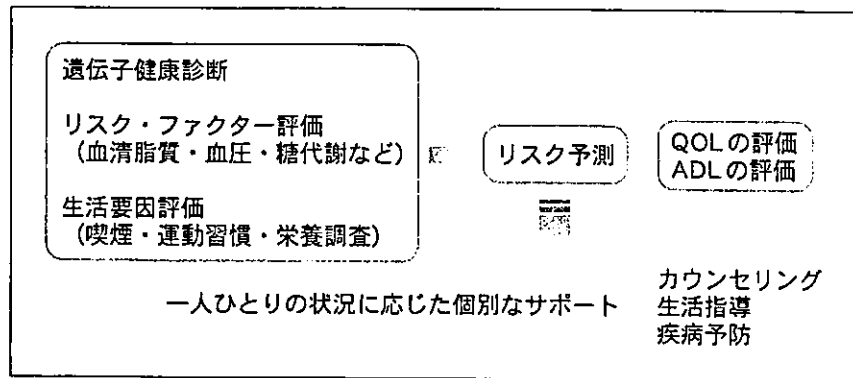 遺伝子健康診断
リスク・ファクター評価
（血清脂質・血圧・糖代謝など）
生活要因評価
（喫煙・運動習慣・栄養調査）
リスク予測
QOLの評価
ADLの評価
一人ひとりの状況に応じた個別なサポート
カウンセリング
生活指導
疾病予防